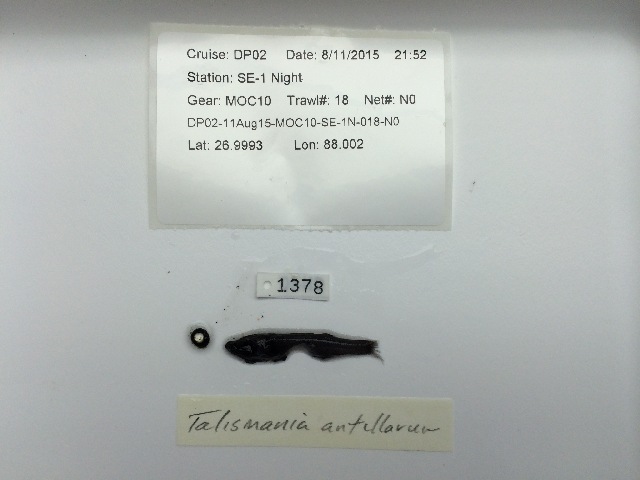 Cruise: DP02 Date: 8/11/2015 21:52
Station: SE-1 Night
Gear: MOC10 Trawl#: 18 Net#: N0
DP02-11Aug15-MOC10-SE-1N-018-N0
Lat: 26.9993 Lon: 88.002
1378
Talismania antillarum